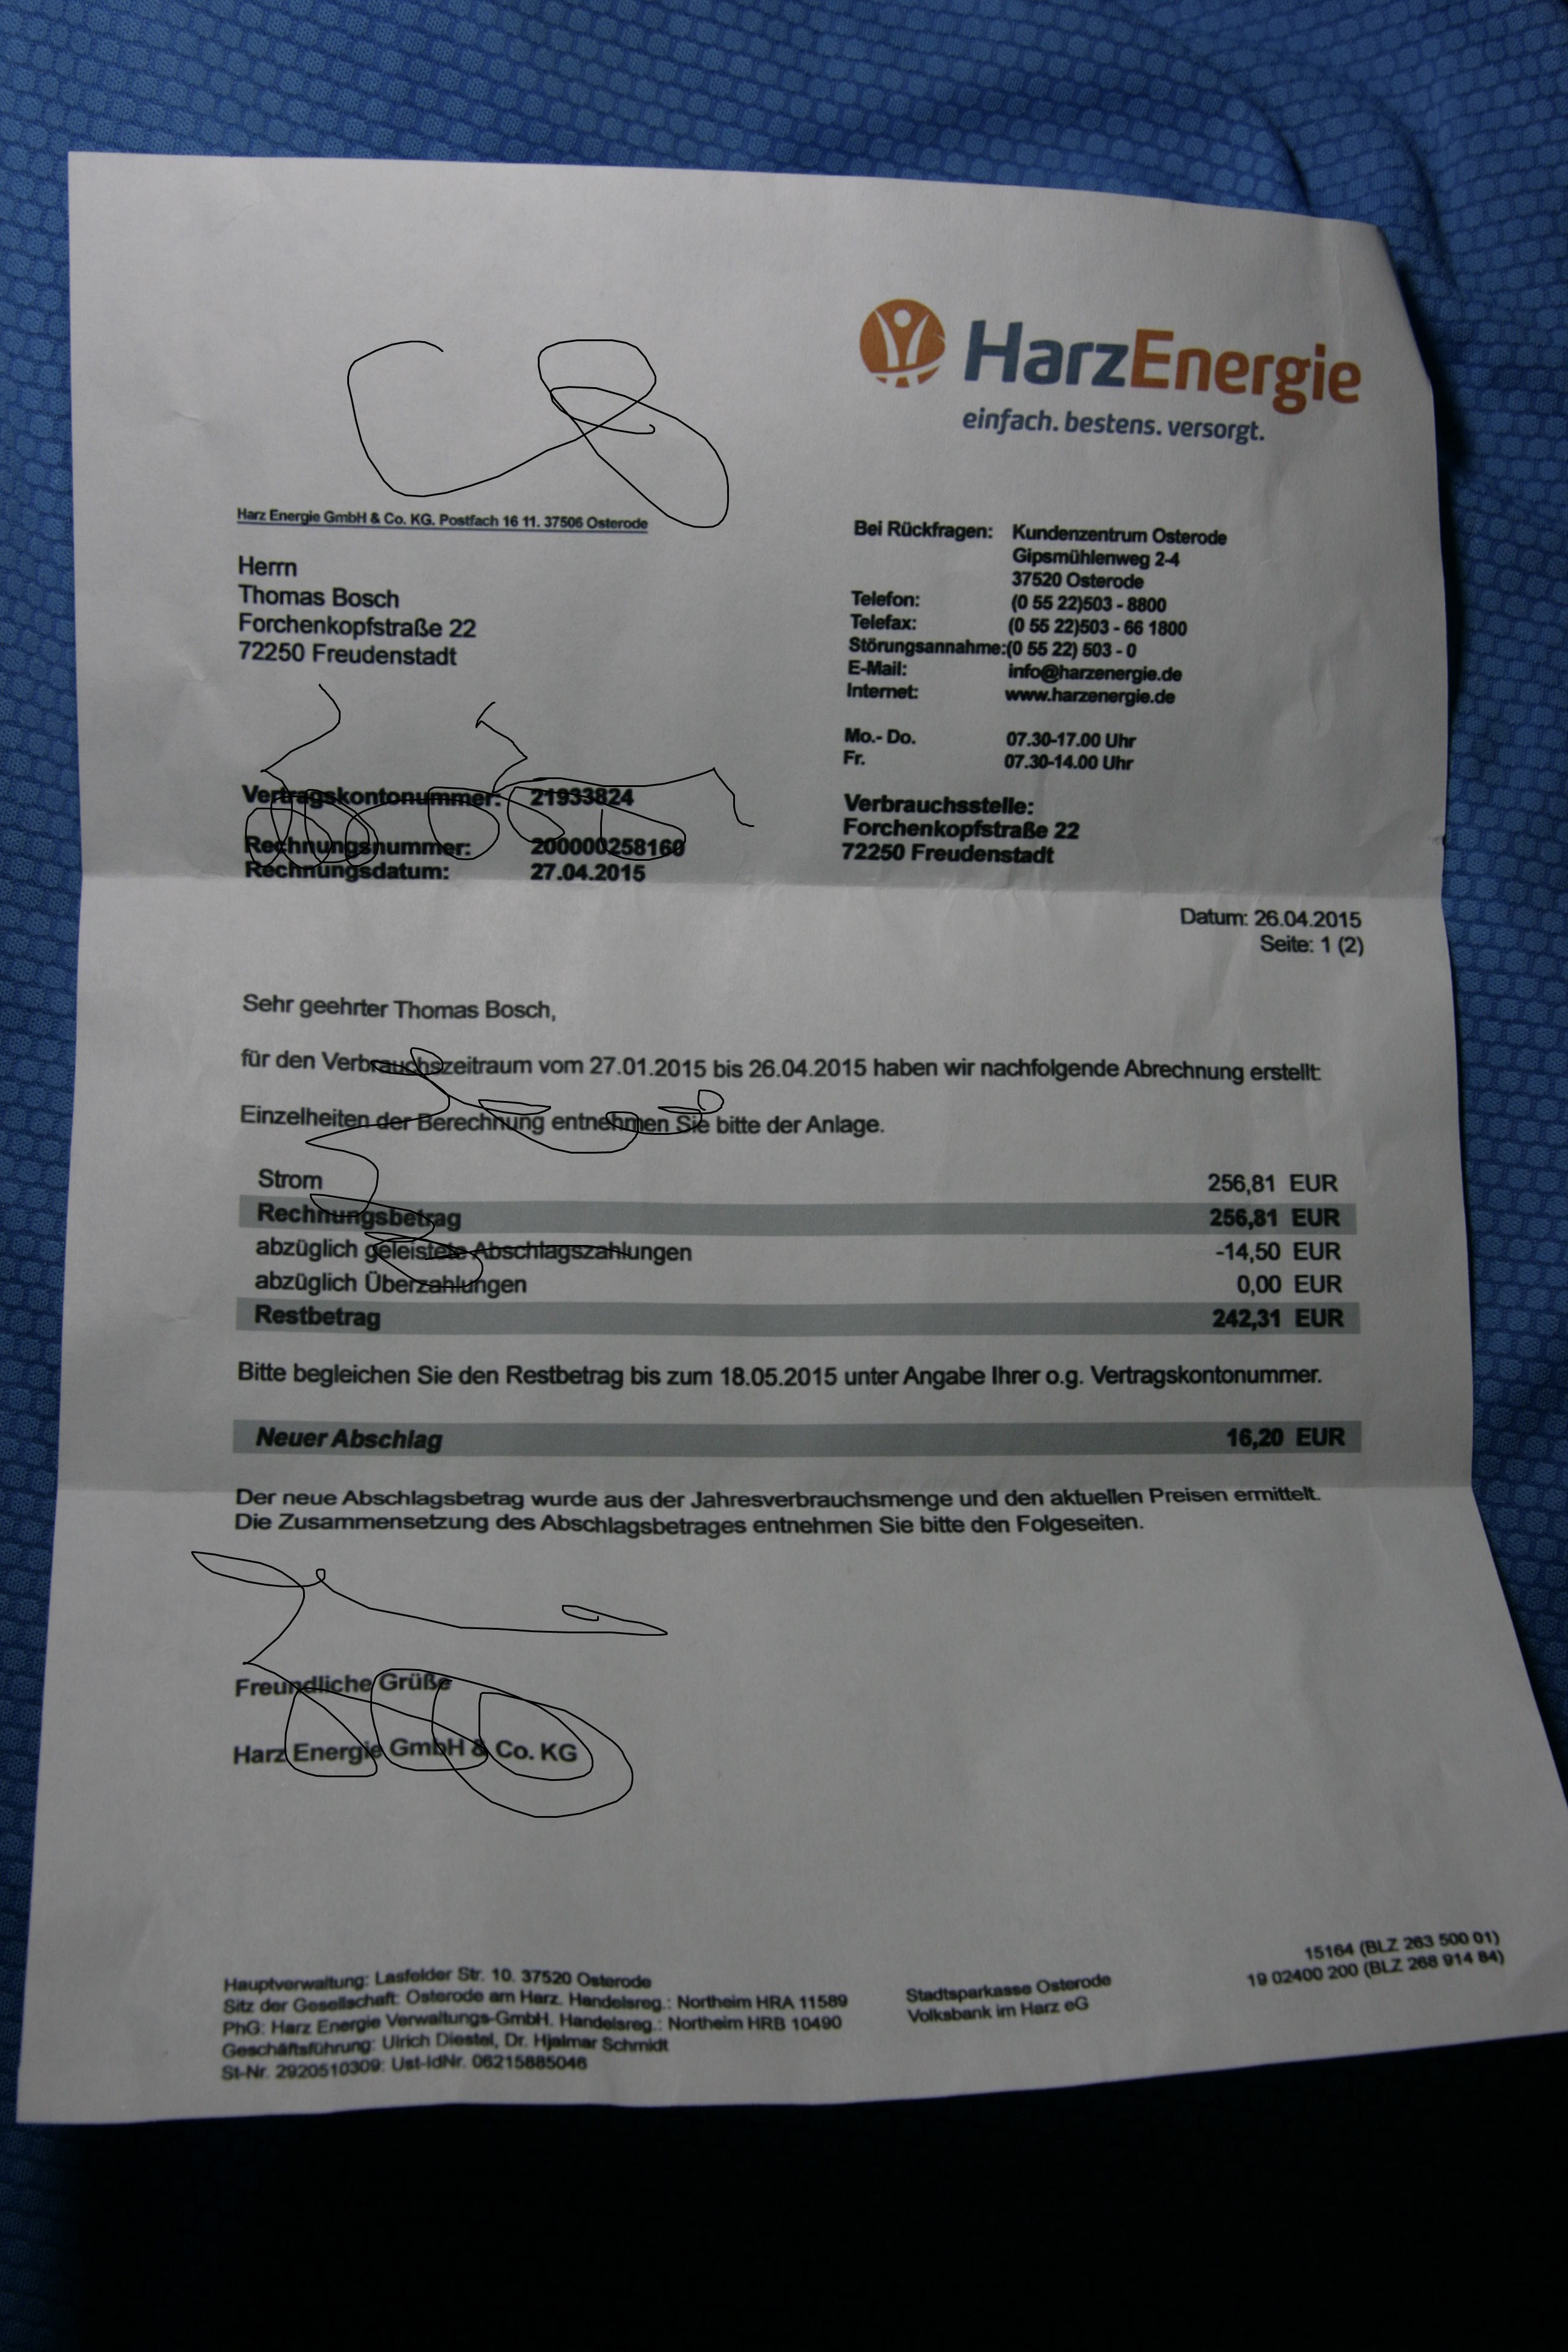 HarzEnergie
einfach. bestens. versorgt.
Harz Energie GmbH & Co. KG. Postfach 16 11. 37506 Osterode
Herrn
Thomas Bosch
Forchenkopfstraße 22
72250 Freudenstadt
Bei Rückfragen: Kundenzentrum Osterode
Gipsmühlenweg 2-4
37520 Osterode
Telefon: (0 55 22)503 - 8800
Telefax: (0 55 22)503 - 66 1800
Störungsannahme:(0 55 22) 503 - 0
E-Mail: info@harzenergie.de
Internet: www.harzenergie.de
Mo.- Do. 07.30-17.00 Uhr
Fr. 07.30-14.00 Uhr
Vertragskontonummer: 21933824
Rechnungsnummer: 200000258160
Rechnungsdatum: 27.04.2015
Verbrauchsstelle:
Forchenkopfstraße 22
72250 Freudenstadt
Datum: 26.04.2015
Seite: 1 (2)
Sehr geehrter Thomas Bosch,
für den Verbrauchszeitraum vom 27.01.2015 bis 26.04.2015 haben wir nachfolgende Abrechnung erstellt:
Einzelheiten der Berechnung entnehmen Sie bitte der Anlage.
Strom 256,81 EUR
Rechnungsbetrag 256,81 EUR
abzüglich geleistete Abschlagszahlungen -14,50 EUR
abzüglich Überzahlungen 0,00 EUR
Restbetrag 242,31 EUR
Bitte begleichen Sie den Restbetrag bis zum 18.05.2015 unter Angabe Ihrer o.g. Vertragskontonummer.
Neuer Abschlag 16,20 EUR
Der neue Abschlagsbetrag wurde aus der Jahresverbrauchsmenge und den aktuellen Preisen ermittelt.
Die Zusammensetzung des Abschlagsbetrages entnehmen Sie bitte den Folgeseiten.
Freundliche Grüße
Harz Energie GmbH & Co. KG
Hauptverwaltung: Lasfelder Str. 10. 37520 Osterode
Sitz der Gesellschaft: Osterode am Harz. Handelsreg.: Northeim HRA 11589
PhG: Harz Energie Verwaltungs-GmbH. Handelsreg.: Northeim HRB 10490
Geschäftsführung: Ulrich Diestel, Dr. Hjalmar Schmidt
St-Nr. 2920510309: Ust-IdNr. 06215885046
Stadtsparkasse Osterode 15164 (BLZ 263 500 01)
Volksbank im Harz eG 19 02400 200 (BLZ 268 914 84)